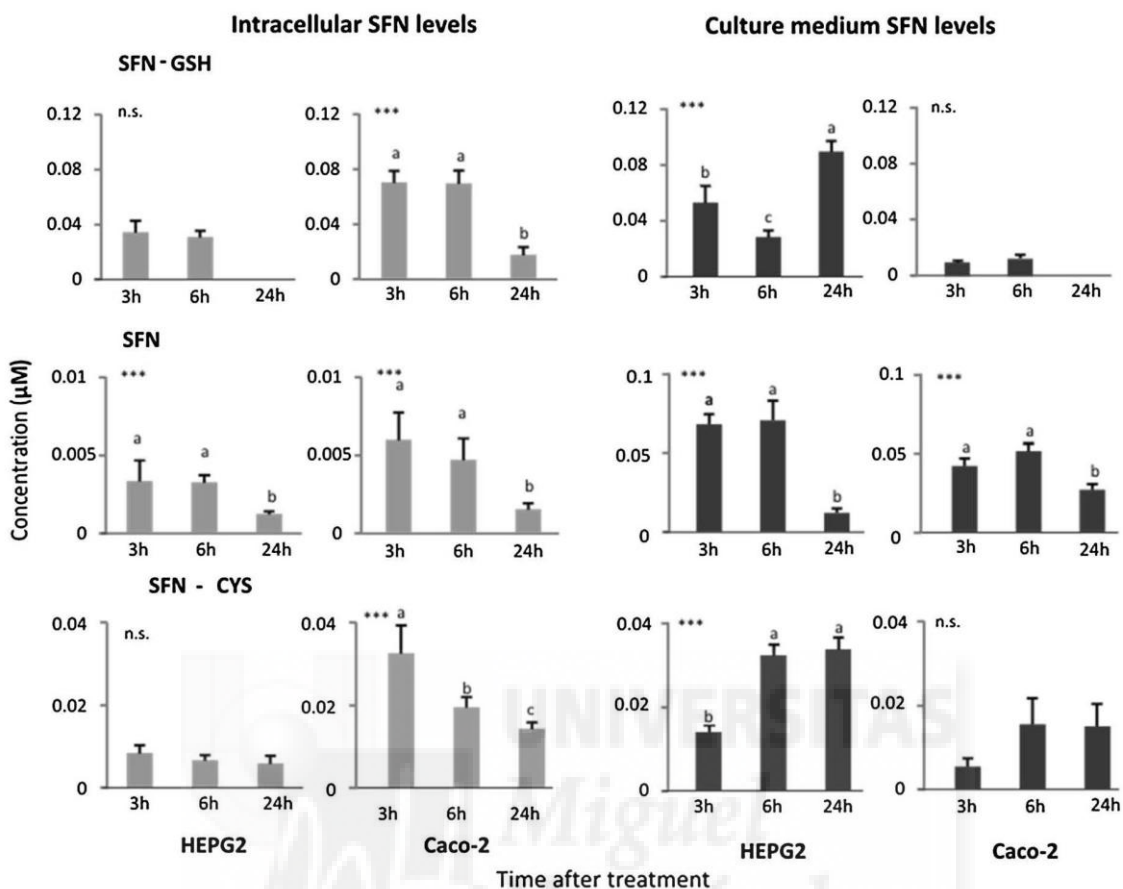 Intracellular SFN levels
Culture medium SFN levels
SFN - GSH
0.12 n.s.
0.08
0.04
0
3h 6h 24h
0.12 ***
0.08 a a
0.04
b
0
3h 6h 24h
0.12 ***
a
0.08
b
0.04 c
0
3h 6h 24h
0.12 n.s.
0.08
0.04
0
3h 6h 24h
Concentration (µM)
SFN
0.01 ***
0.005 a a
b
0
3h 6h 24h
0.01 ***
a a
0.005
b
0
3h 6h 24h
0.1 ***
a a
0.05
b
0
3h 6h 24h
0.1 ***
0.05 a a
b
0
3h 6h 24h
SFN - CYS
0.04 n.s.
0.02
0
3h 6h 24h
0.04 *** a
0.02 b
c
0
3h 6h 24h
0.04 ***
a a
0.02
b
0
3h 6h 24h
0.04 n.s.
0.02
0
3h 6h 24h
HEPG2 Caco-2 HEPG2 Caco-2
Time after treatment
UNIVERSITAS
Miguel